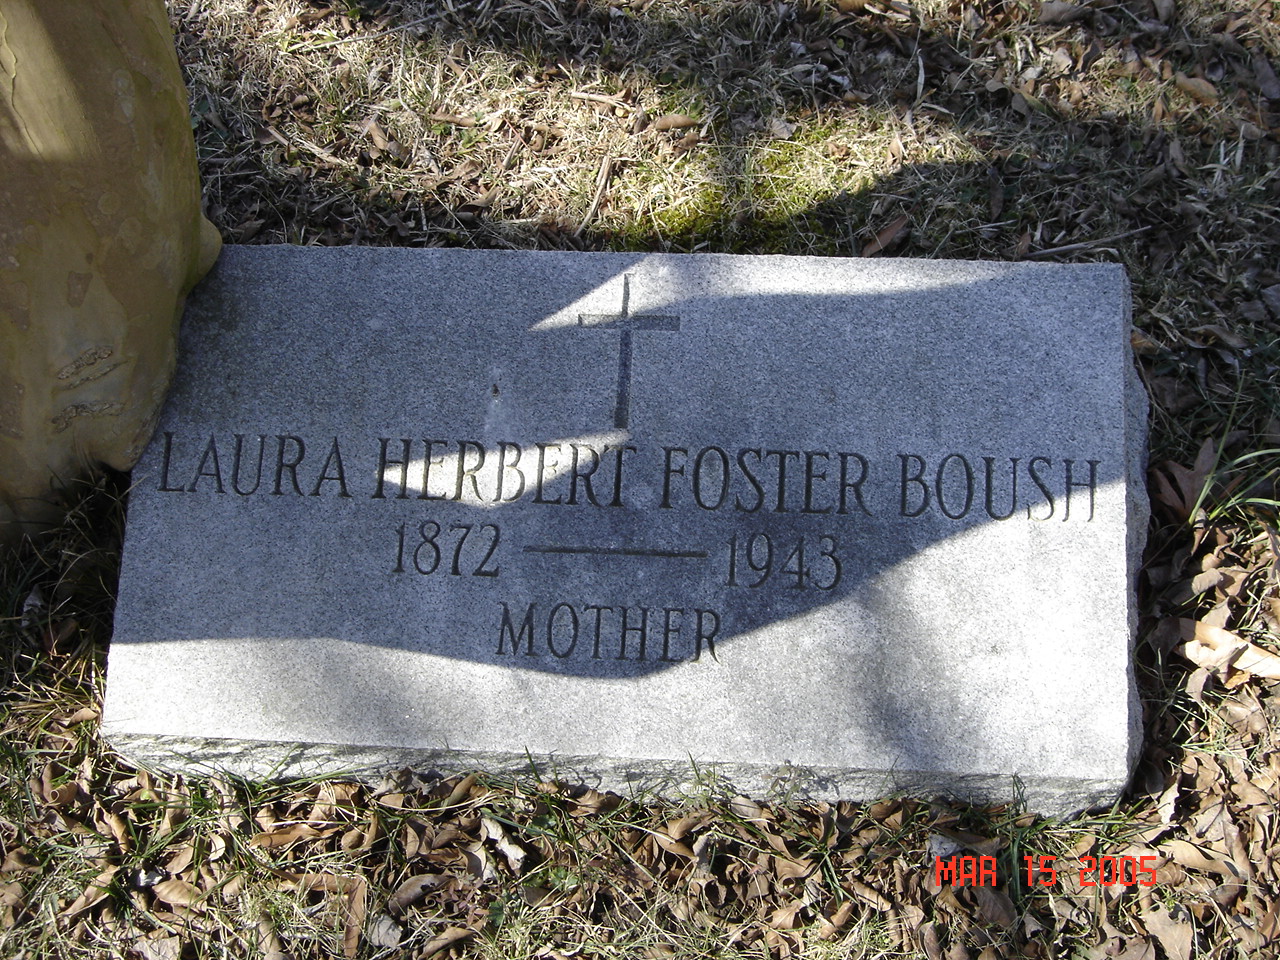 LAURA HERBERT FOSTER BOUSH
1872 — 1943
MOTHER
MAR 15 2005